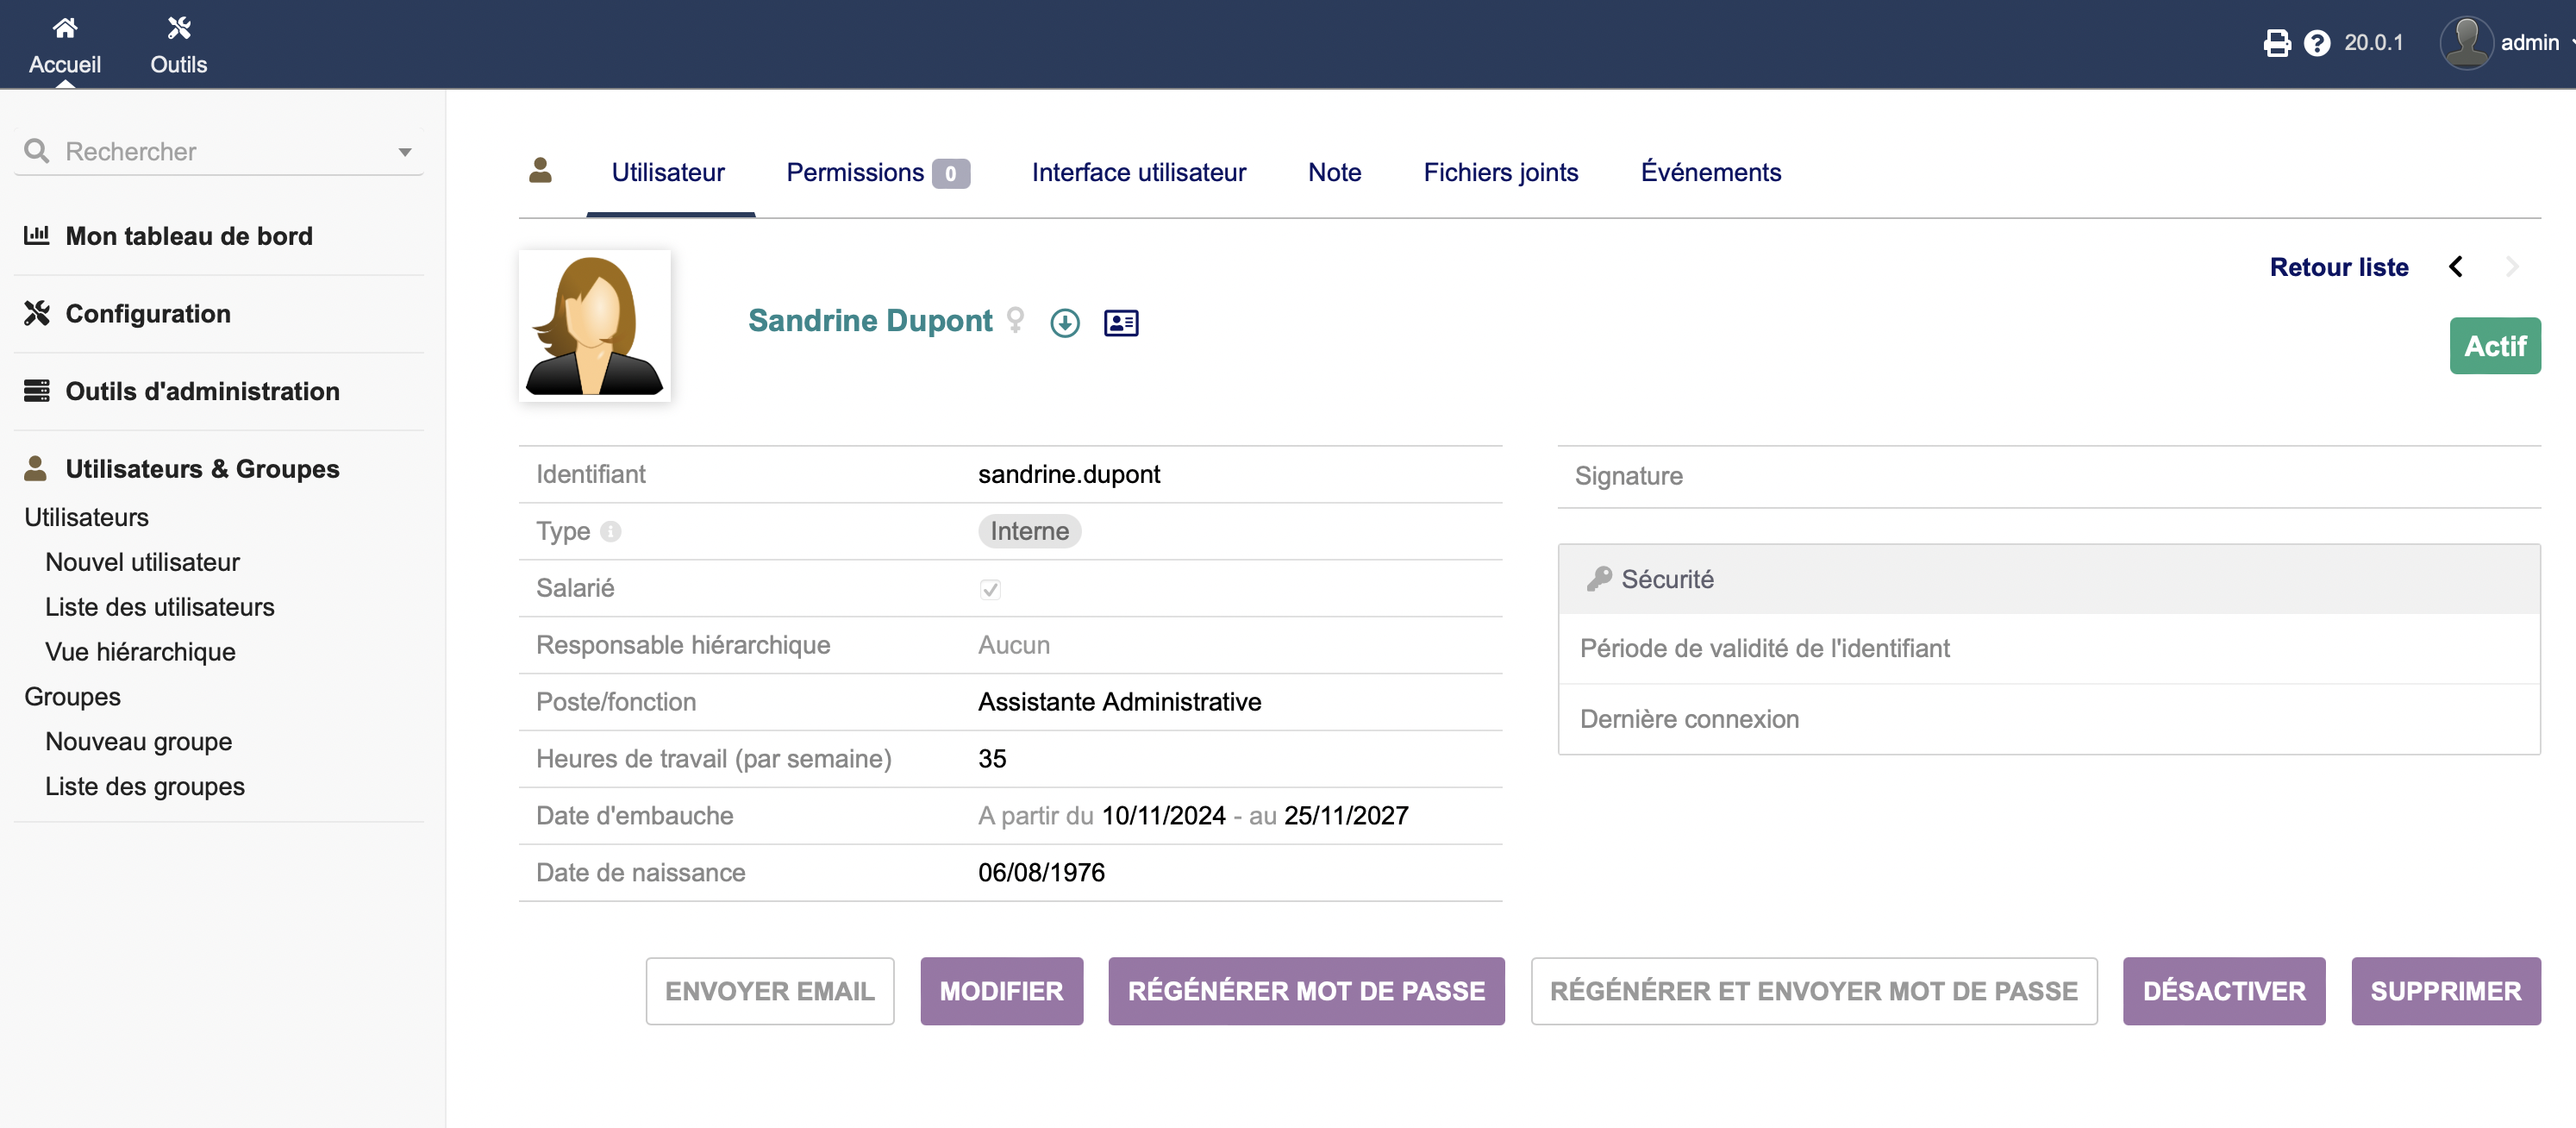 Accueil
Outils
20.0.1
admin
Rechercher
Mon tableau de bord
Configuration
Outils d'administration
Utilisateurs & Groupes
Utilisateurs
Nouvel utilisateur
Liste des utilisateurs
Vue hiérarchique
Groupes
Nouveau groupe
Liste des groupes
Utilisateur
Permissions 0
Interface utilisateur
Note
Fichiers joints
Événements
Retour liste
Sandrine Dupont
Actif
Identifiant sandrine.dupont
Type Interne
Salarié
Responsable hiérarchique Aucun
Poste/fonction Assistante Administrative
Heures de travail (par semaine) 35
Date d'embauche A partir du 10/11/2024 - au 25/11/2027
Date de naissance 06/08/1976
Signature
Sécurité
Période de validité de l'identifiant
Dernière connexion
ENVOYER EMAIL
MODIFIER
RÉGÉNÉRER MOT DE PASSE
RÉGÉNÉRER ET ENVOYER MOT DE PASSE
DÉSACTIVER
SUPPRIMER